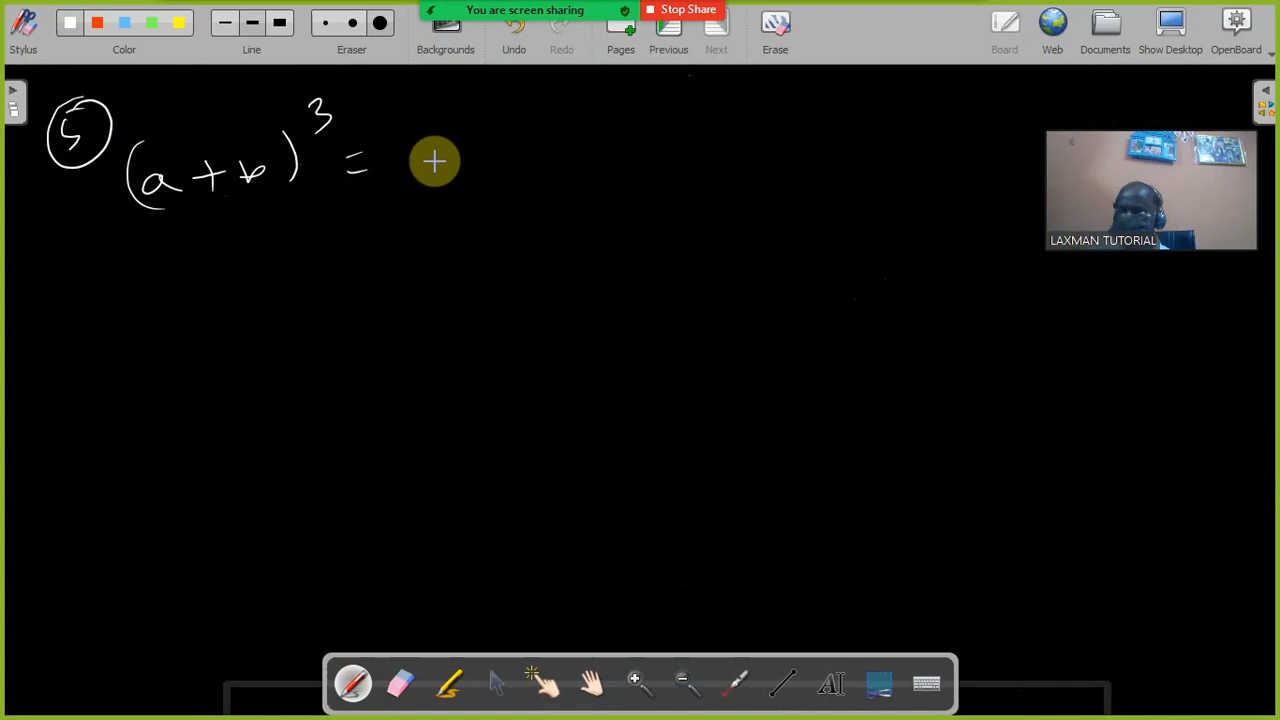 You are screen sharing Stop Share
Stylus Color Line Eraser Backgrounds Undo Redo Pages Previous Next Erase Board Web Documents Show Desktop OpenBoard
5 (a+b)³ =
LAXMAN TUTORIAL
AI